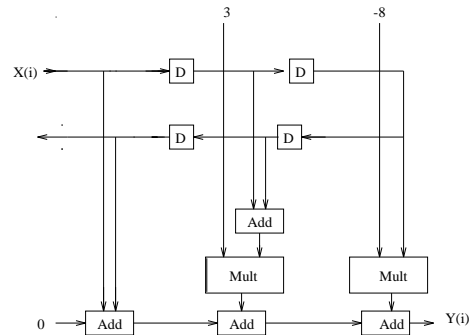 3 -8
X(i) D D
D D
Add
Mult Mult
0 Add Add Add Y(i)